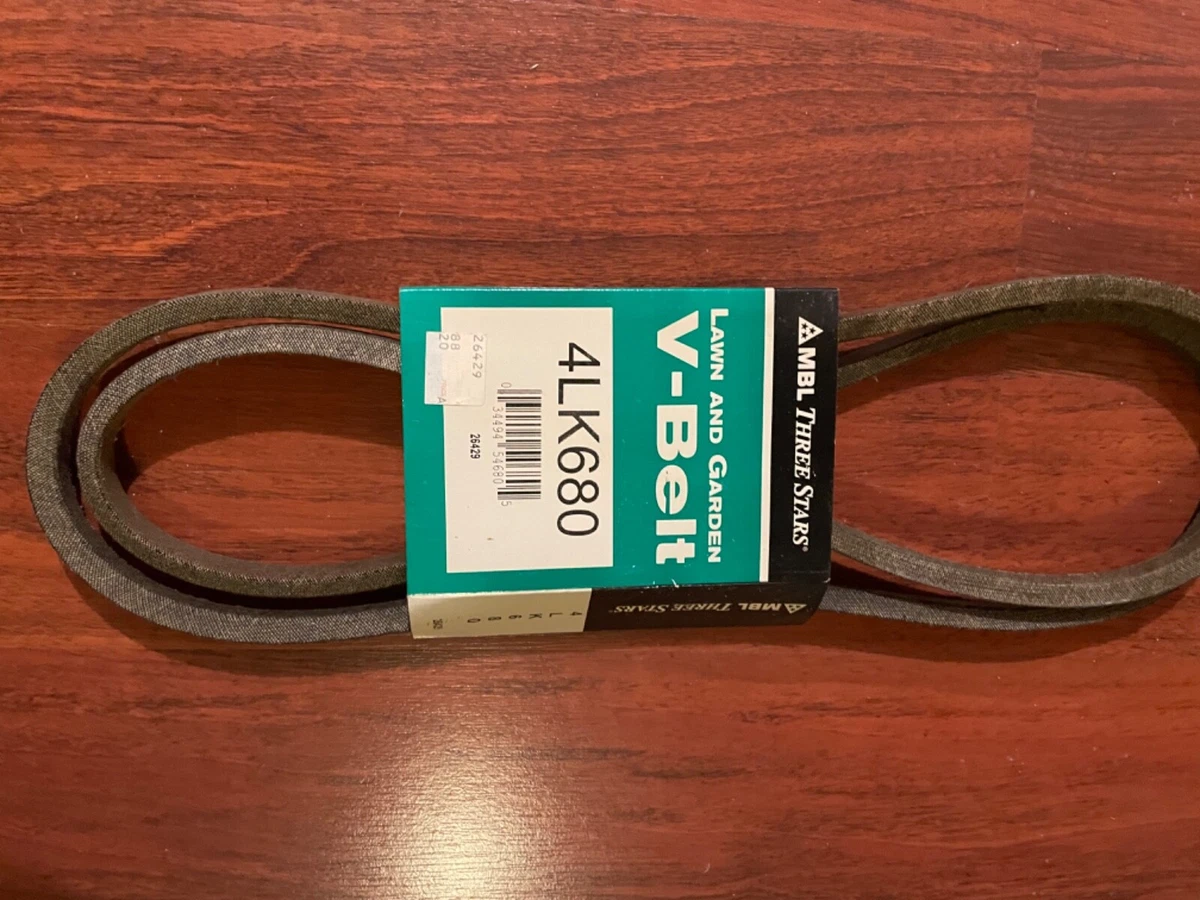 MBL THREE STARS®
LAWN AND GARDEN
V-Belt
4LK680
0 34494 54680 5
26429
26429
88
20
A
MBL THREE STARS®
4LK680